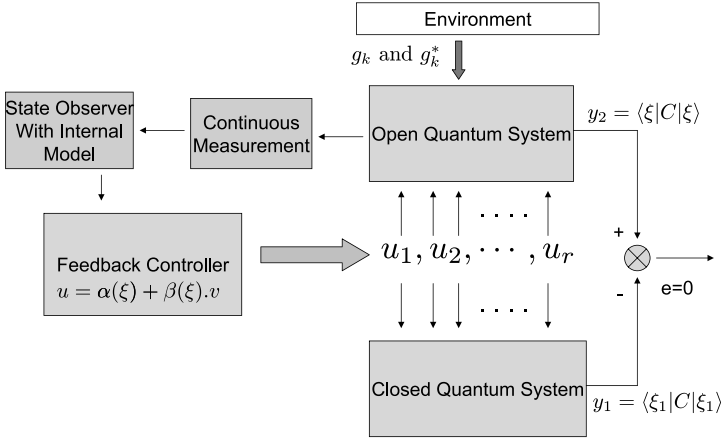 Environment
g_k and g_k^*
State Observer
With Internal
Model
Continuous
Measurement
Open Quantum System
y_2 = ⟨ξ|C|ξ⟩
Feedback Controller
u = α(ξ) + β(ξ).v
. . . .
u_1, u_2, ⋯ , u_r
. . . .
+
-
e=0
Closed Quantum System
y_1 = ⟨ξ_1|C|ξ_1⟩